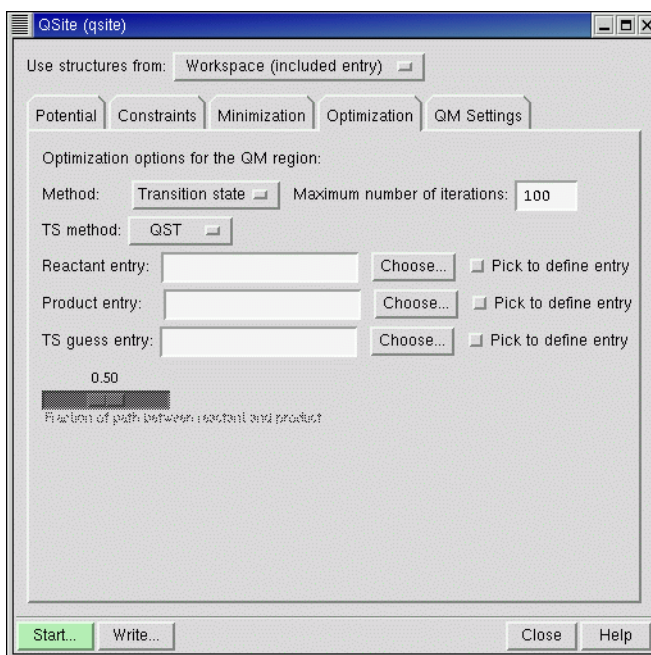 QSite (qsite)
Use structures from: Workspace (included entry)
Potential Constraints Minimization Optimization QM Settings
Optimization options for the QM region:
Method: Transition state Maximum number of iterations: 100
TS method: QST
Reactant entry: Choose... Pick to define entry
Product entry: Choose... Pick to define entry
TS guess entry: Choose... Pick to define entry
0.50
Fraction of path between reactant and product
Start... Write... Close Help